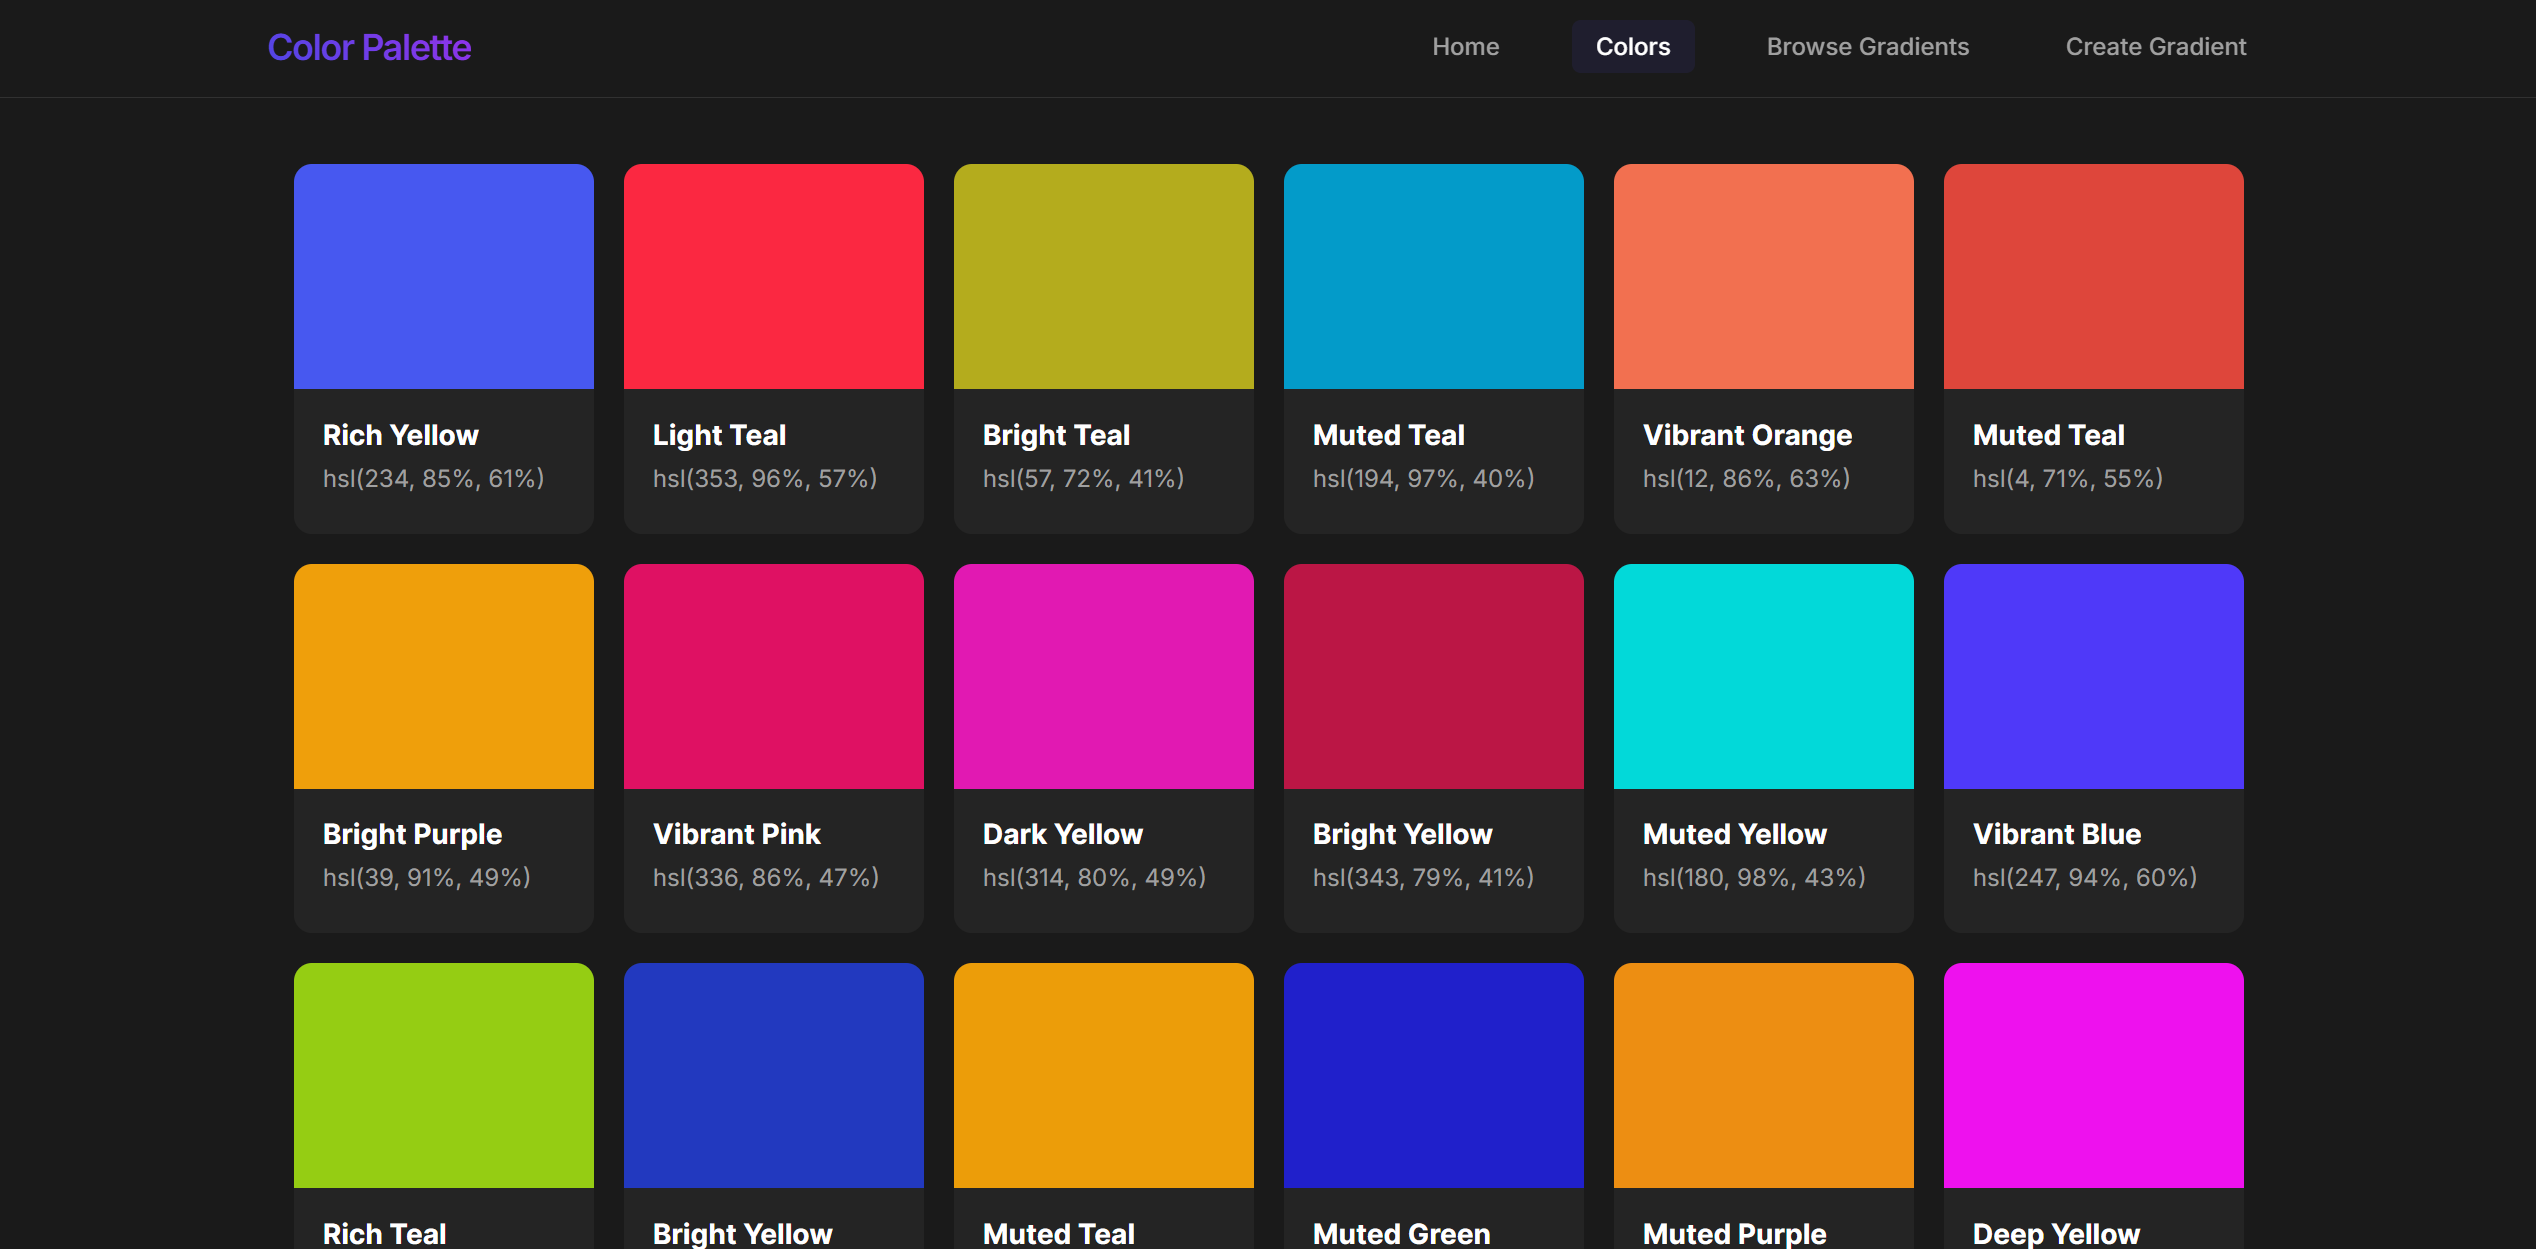 Color Palette
Home
Colors
Browse Gradients
Create Gradient
Rich Yellow
hsl(234, 85%, 61%)
Light Teal
hsl(353, 96%, 57%)
Bright Teal
hsl(57, 72%, 41%)
Muted Teal
hsl(194, 97%, 40%)
Vibrant Orange
hsl(12, 86%, 63%)
Muted Teal
hsl(4, 71%, 55%)
Bright Purple
hsl(39, 91%, 49%)
Vibrant Pink
hsl(336, 86%, 47%)
Dark Yellow
hsl(314, 80%, 49%)
Bright Yellow
hsl(343, 79%, 41%)
Muted Yellow
hsl(180, 98%, 43%)
Vibrant Blue
hsl(247, 94%, 60%)
Rich Teal
Bright Yellow
Muted Teal
Muted Green
Muted Purple
Deep Yellow